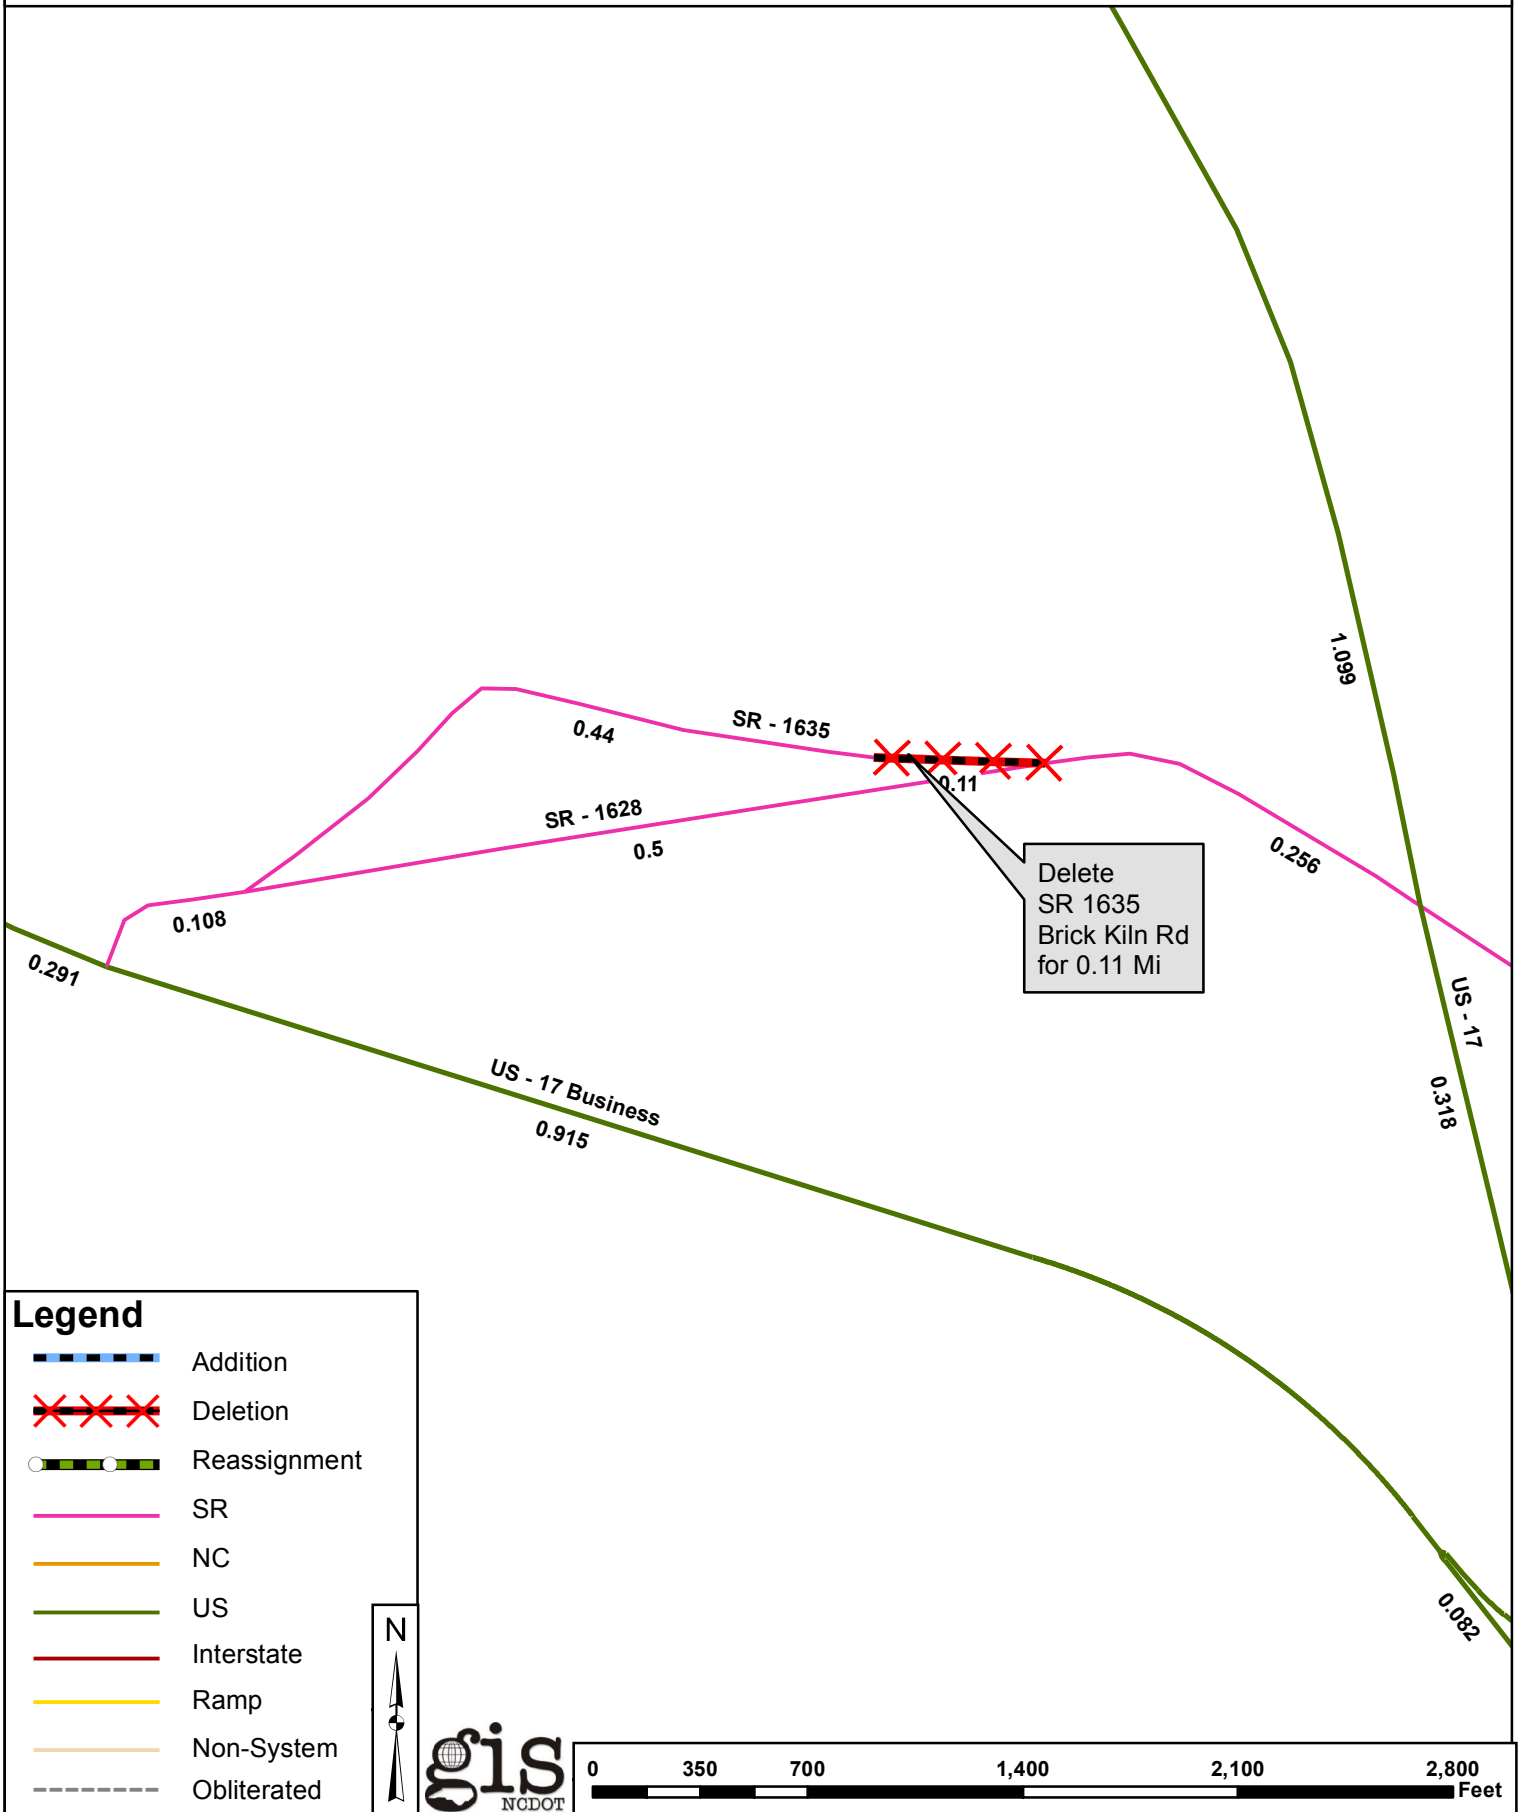 1.099
SR - 1635
0.44
0.11
SR - 1628
0.5
0.256
Delete
SR 1635
Brick Kiln Rd
for 0.11 Mi
0.108
0.291
US - 17
0.318
US - 17 Business
0.915
0.082
Legend
Addition
Deletion
Reassignment
SR
NC
US
Interstate
Ramp
Non-System
Obliterated
N
gis
NCDOT
0 350 700 1,400 2,100 2,800
Feet